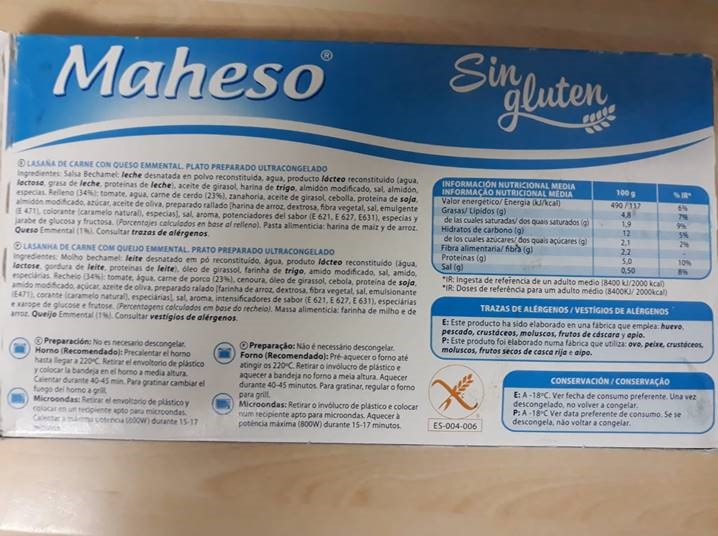 Maheso®
Sin
gluten
Ⓔ LASAÑA DE CARNE CON QUESO EMMENTAL. PLATO PREPARADO ULTRACONGELADO
Ingredientes: Salsa Bechamel: leche desnatada en polvo reconstituida, agua, producto lácteo reconstituido (agua,
lactosa, grasa de leche, proteínas de leche), aceite de girasol, harina de trigo, almidón modificado, sal, almidón,
especias. Relleno (34%): tomate, agua, carne de cerdo (23%), zanahoria, aceite de girasol, cebolla, proteína de soja,
almidón modificado, azúcar, aceite de oliva, preparado rallado [harina de arroz, dextrosa, fibra vegetal, sal, emulgente
(E 471), colorante (caramelo natural), especias], sal, aroma, potenciadores del sabor (E 621, E 627, E631), especias y
jarabe de glucosa y fructosa. (Porcentajes calculados en base al relleno). Pasta alimenticia: harina de maíz y de arroz.
Queso Emmental (1%). Consultar trazas de alérgenos.
Ⓟ LASANHA DE CARNE COM QUEIJO EMMENTAL. PRATO PREPARADO ULTRACONGELADO
Ingredientes: Molho bechamel: leite desnatado em pó reconstituído, água, produto lácteo reconstituído (água,
lactose, gordura de leite, proteínas de leite), óleo de girassol, farinha de trigo, amido modificado, sal, amido,
especiárias. Recheio (34%): tomate, água, carne de porco (23%), cenoura, óleo de girassol, cebola, proteína de soja,
amido modificado, açúcar, azeite de oliva, preparado ralado [farinha de arroz, dextrosa, fibra vegetal, sal, emulsionante
(E471), corante (caramelo natural), especiárias], sal, aroma, intensificadores de sabor (E 621, E 627, E 631), especiárias
e xarope de glucose e frutose. (Percentagens calculadas em base do recheio). Massa alimenticia: farinha de milho e de
arroz. Queijo Emmental (1%). Consultar vestígios de alérgenos.
Ⓔ Preparación: No es necesario descongelar.
Horno (Recomendado): Precalentar el horno
hasta llegar a 220ºC. Retirar el envoltorio de plástico
y colocar la bandeja en el horno a media altura.
Calentar durante 40-45 min. Para gratinar cambiar el
fungo del horno a grill.
Microondas: Retirar el envoltorio de plástico y
colocar en un recipiente apto para microondas.
Calentar a máxima potencia (800W) durante 15-17
minutos.
Ⓟ Preparação: Não é necessário descongelar.
Forno (Recomendado): Pré-aquecer o forno até
atingir os 220ºC. Retirar o invólucro de plástico e
aquecer a bandeja no forno a meia altura. Aquecer
durante 40-45 minutos. Para gratinar, regular o forno
para grill.
Microondas: Retirar o invólucro de plástico e colocar
num recipiente apto para microondas. Aquecer à
potência máxima (800W) durante 15-17 minutos.
INFORMACIÓN NUTRICIONAL MEDIA
INFORMAÇÃO NUTRICIONAL MÉDIA 100 g % IR*
Valor energético/ Energia (kJ/kcal) 490 /117 6%
Grasas/ Lípidos (g) 4,8 7%
de las cuales saturadas/ dos quais saturados (g) 1,9 9%
Hidratos de carbono (g) 12 5%
de los cuales azúcares/ dos quais açúcares (g) 2,1 2%
Fibra alimentaria/ fibra (g) 2,2 -
Proteínas (g) 5,0 10%
Sal (g) 0,50 8%
*IR: Ingesta de referencia de un adulto medio (8400 kJ/2000 kcal)
*IR: Doses de referência para um adulto médio (8400KJ/ 2000kcal)
TRAZAS DE ALÉRGENOS / VESTÍGIOS DE ALÉRGENOS
E: Este producto ha sido elaborado en una fábrica que emplea: huevo,
pescado, crustáceos, moluscos, frutos de cáscara y apio.
P: Este produto foi elaborado numa fábrica que utiliza: ovo, peixe, crustáceos,
moluscos, frutos secos de casca rija e aipo.
ES-004-006
CONSERVACIÓN / CONSERVAÇÃO
E: A -18ºC. Ver fecha de consumo preferente. Una vez
descongelado, no volver a congelar.
P: A -18ºC Ver data preferente de consumo. Se se
descongela, não voltar a congelar.